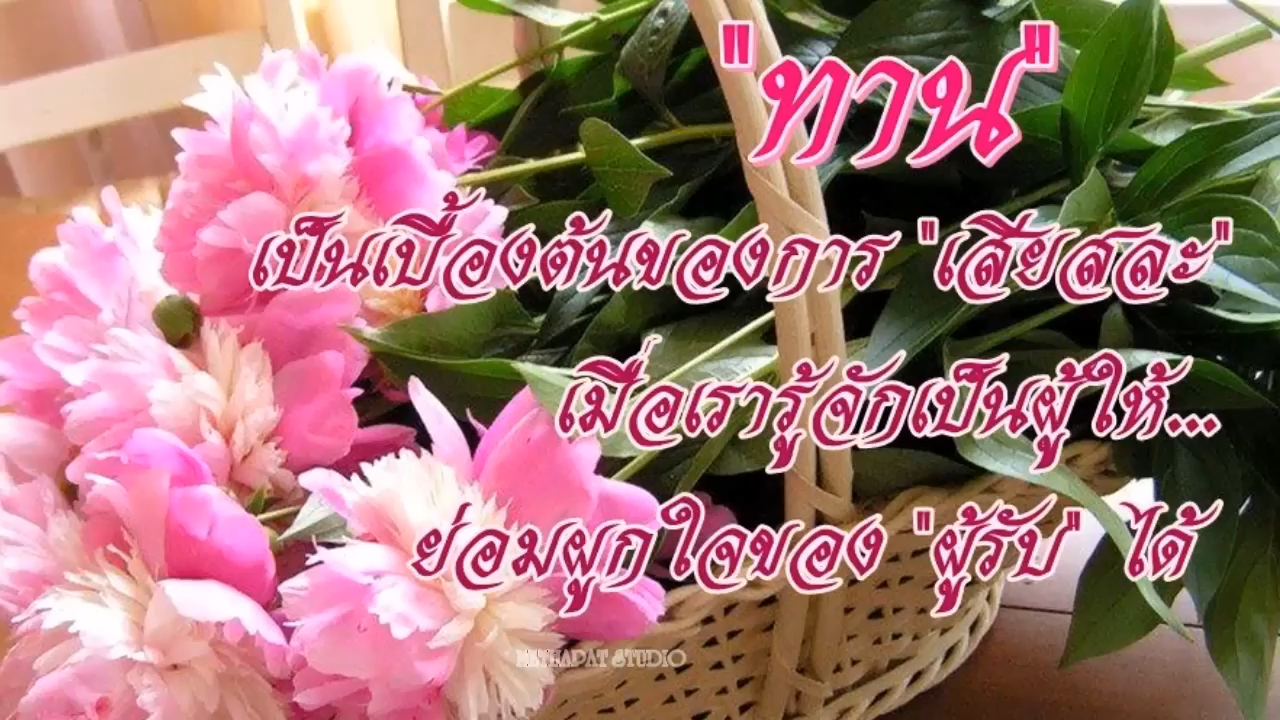 "ทาน"
เป็นเบื้องต้นของการ "เสียสละ"
เมื่อเรารู้จักเป็นผู้ให้...
ย่อมผูกใจของ "ผู้รับ" ได้
STUDIO